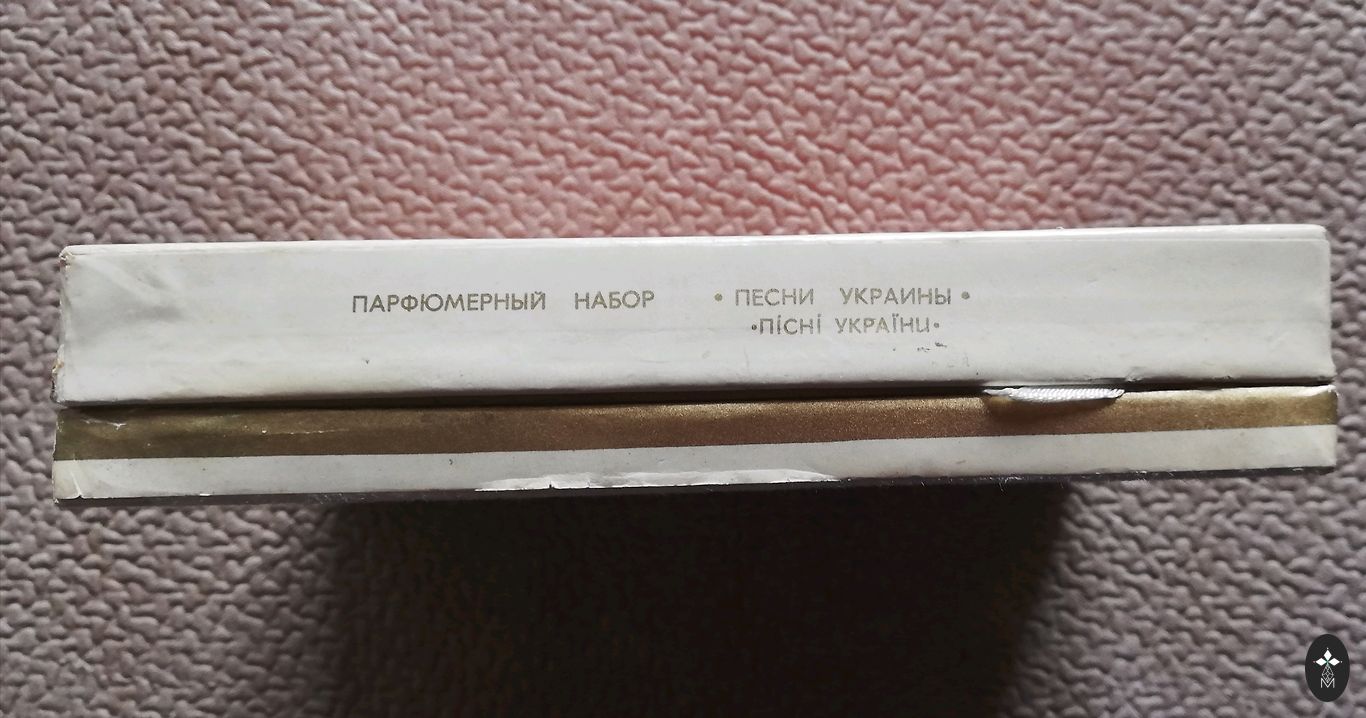 ПАРФЮМЕРНЫЙ НАБОР • ПЕСНИ УКРАИНЫ •
•ПІСНІ УКРАЇНИ•
M